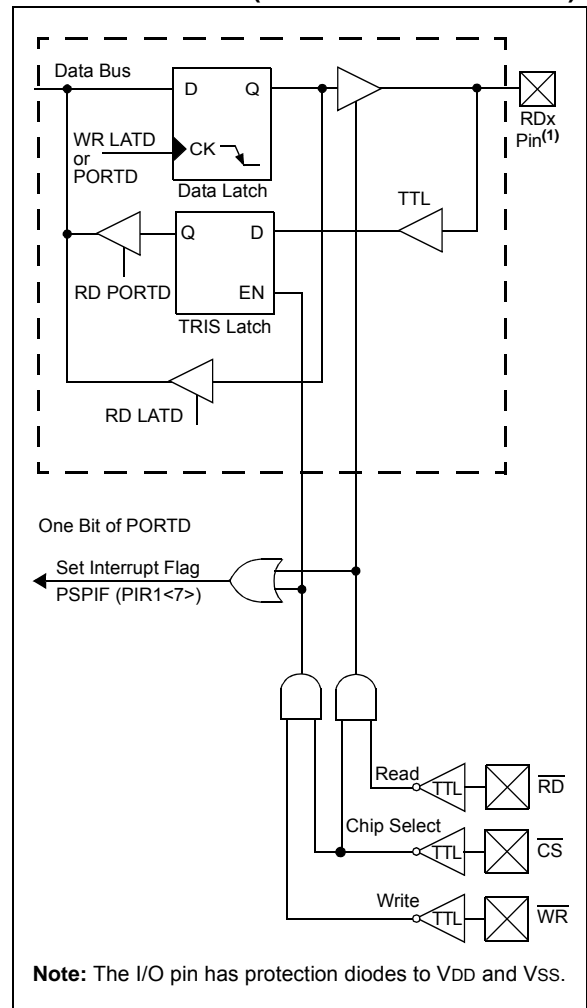 Data Bus
D Q
RDx
Pin(1)
WR LATD
or
PORTD
CK
Data Latch
TTL
Q D
RD PORTD
EN
TRIS Latch
RD LATD
One Bit of PORTD
Set Interrupt Flag
PSPIF (PIR1<7>)
Read
TTL
RD
Chip Select
TTL
CS
Write
TTL
WR
Note: The I/O pin has protection diodes to VDD and VSS.